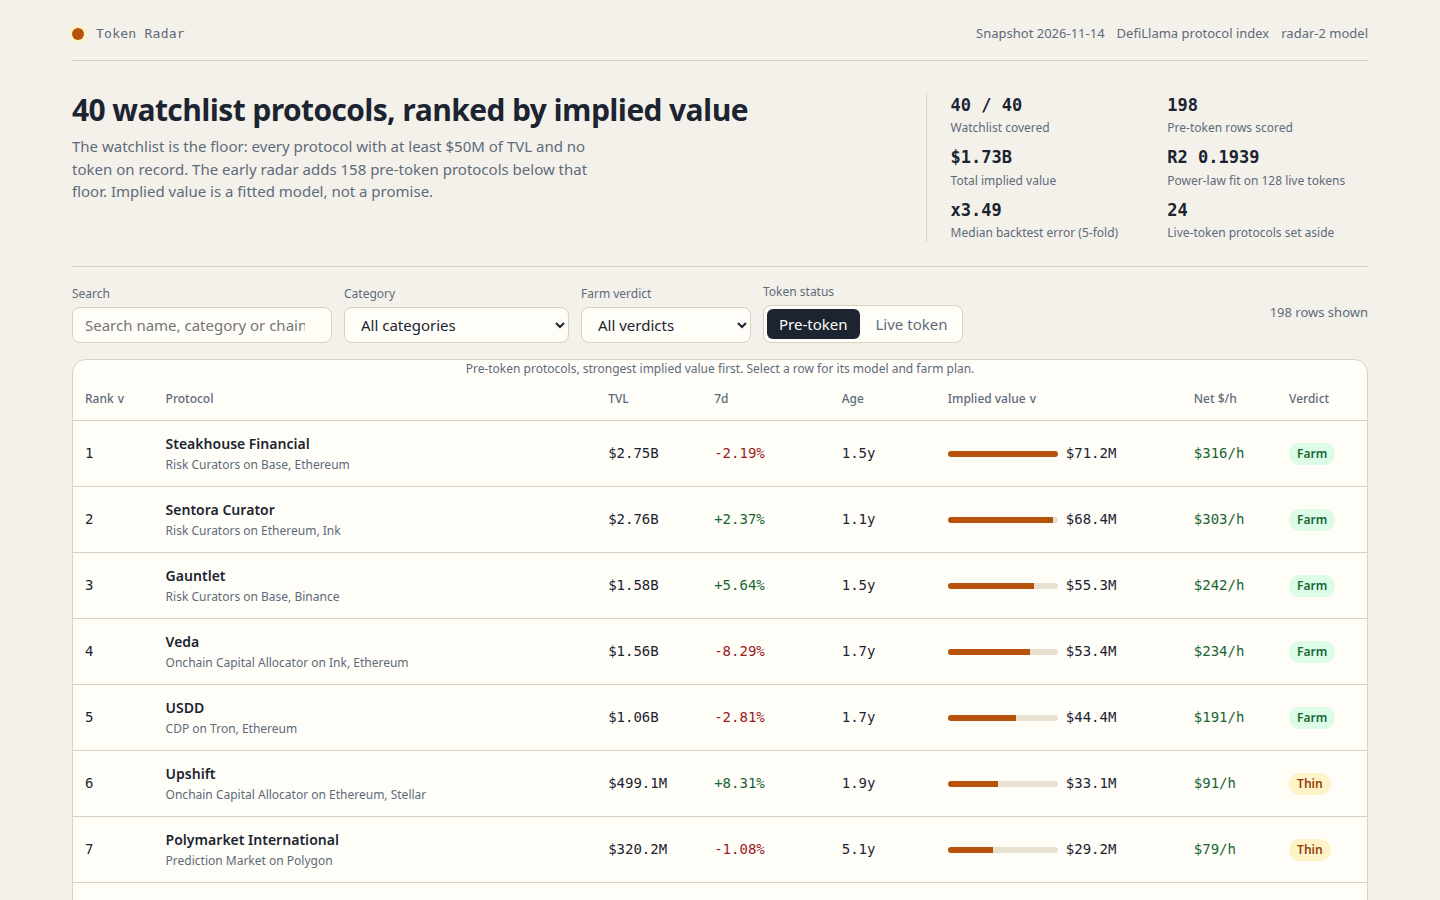 Token Radar
Snapshot 2026-11-14 DefiLlama protocol index radar-2 model
40 watchlist protocols, ranked by implied value
The watchlist is the floor: every protocol with at least $50M of TVL and no
token on record. The early radar adds 158 pre-token protocols below that
floor. Implied value is a fitted model, not a promise.
40 / 40
Watchlist covered
198
Pre-token rows scored
$1.73B
Total implied value
R2 0.1939
Power-law fit on 128 live tokens
x3.49
Median backtest error (5-fold)
24
Live-token protocols set aside
Search
Search name, category or chain
Category
All categories
Farm verdict
All verdicts
Token status
Pre-token Live token
198 rows shown
Pre-token protocols, strongest implied value first. Select a row for its model and farm plan.
Rank v Protocol TVL 7d Age Implied value v Net $/h Verdict
1 Steakhouse Financial $2.75B -2.19% 1.5y $71.2M $316/h Farm
Risk Curators on Base, Ethereum
2 Sentora Curator $2.76B +2.37% 1.1y $68.4M $303/h Farm
Risk Curators on Ethereum, Ink
3 Gauntlet $1.58B +5.64% 1.5y $55.3M $242/h Farm
Risk Curators on Base, Binance
4 Veda $1.56B -8.29% 1.7y $53.4M $234/h Farm
Onchain Capital Allocator on Ink, Ethereum
5 USDD $1.06B -2.81% 1.7y $44.4M $191/h Farm
CDP on Tron, Ethereum
6 Upshift $499.1M +8.31% 1.9y $33.1M $91/h Thin
Onchain Capital Allocator on Ethereum, Stellar
7 Polymarket International $320.2M -1.08% 5.1y $29.2M $79/h Thin
Prediction Market on Polygon